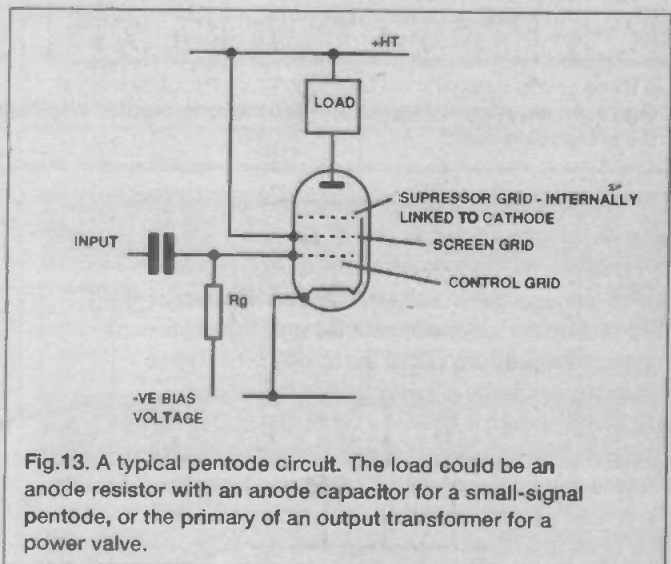 +HT
LOAD
SUPRESSOR GRID - INTERNALLY
LINKED TO CATHODE
SCREEN GRID
INPUT
CONTROL GRID
Rg
-VE BIAS
VOLTAGE
Fig.13. A typical pentode circuit. The load could be an
anode resistor with an anode capacitor for a small-signal
pentode, or the primary of an output transformer for a
power valve.